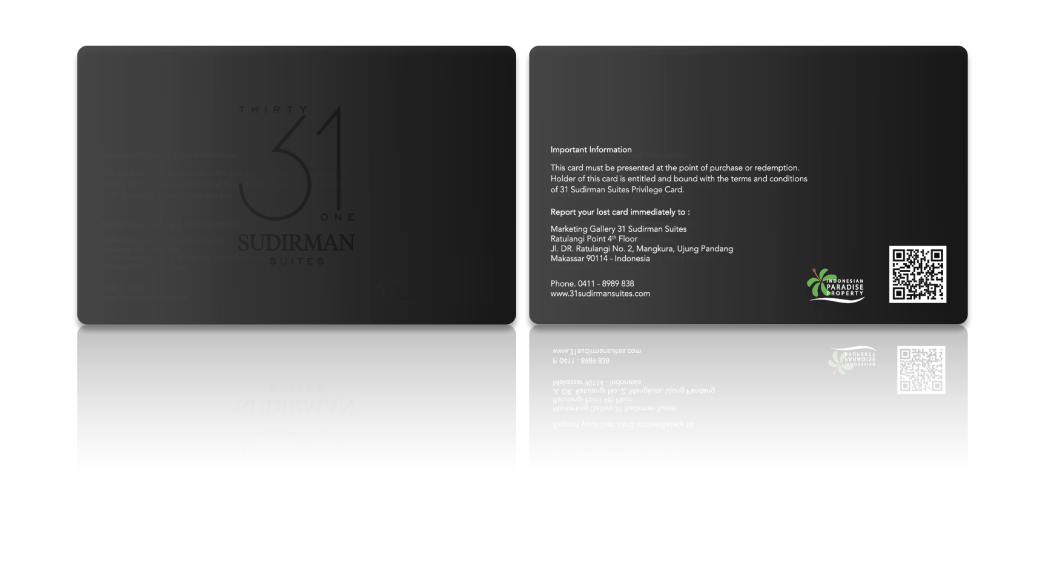 THIRTY
31
ONE
SUDIRMAN
SUITES
Important Information
This card must be presented at the point of purchase or redemption.
Holder of this card is entitled and bound with the terms and conditions
of 31 Sudirman Suites Privilege Card.
Report your lost card immediately to :
Marketing Gallery 31 Sudirman Suites
Ratulangi Point 4th Floor
Jl. DR. Ratulangi No. 2, Mangkura, Ujung Pandang
Makassar 90114 - Indonesia
Phone. 0411 - 8989 838
www.31sudirmansuites.com
INDONESIAN
PARADISE
PROPERTY